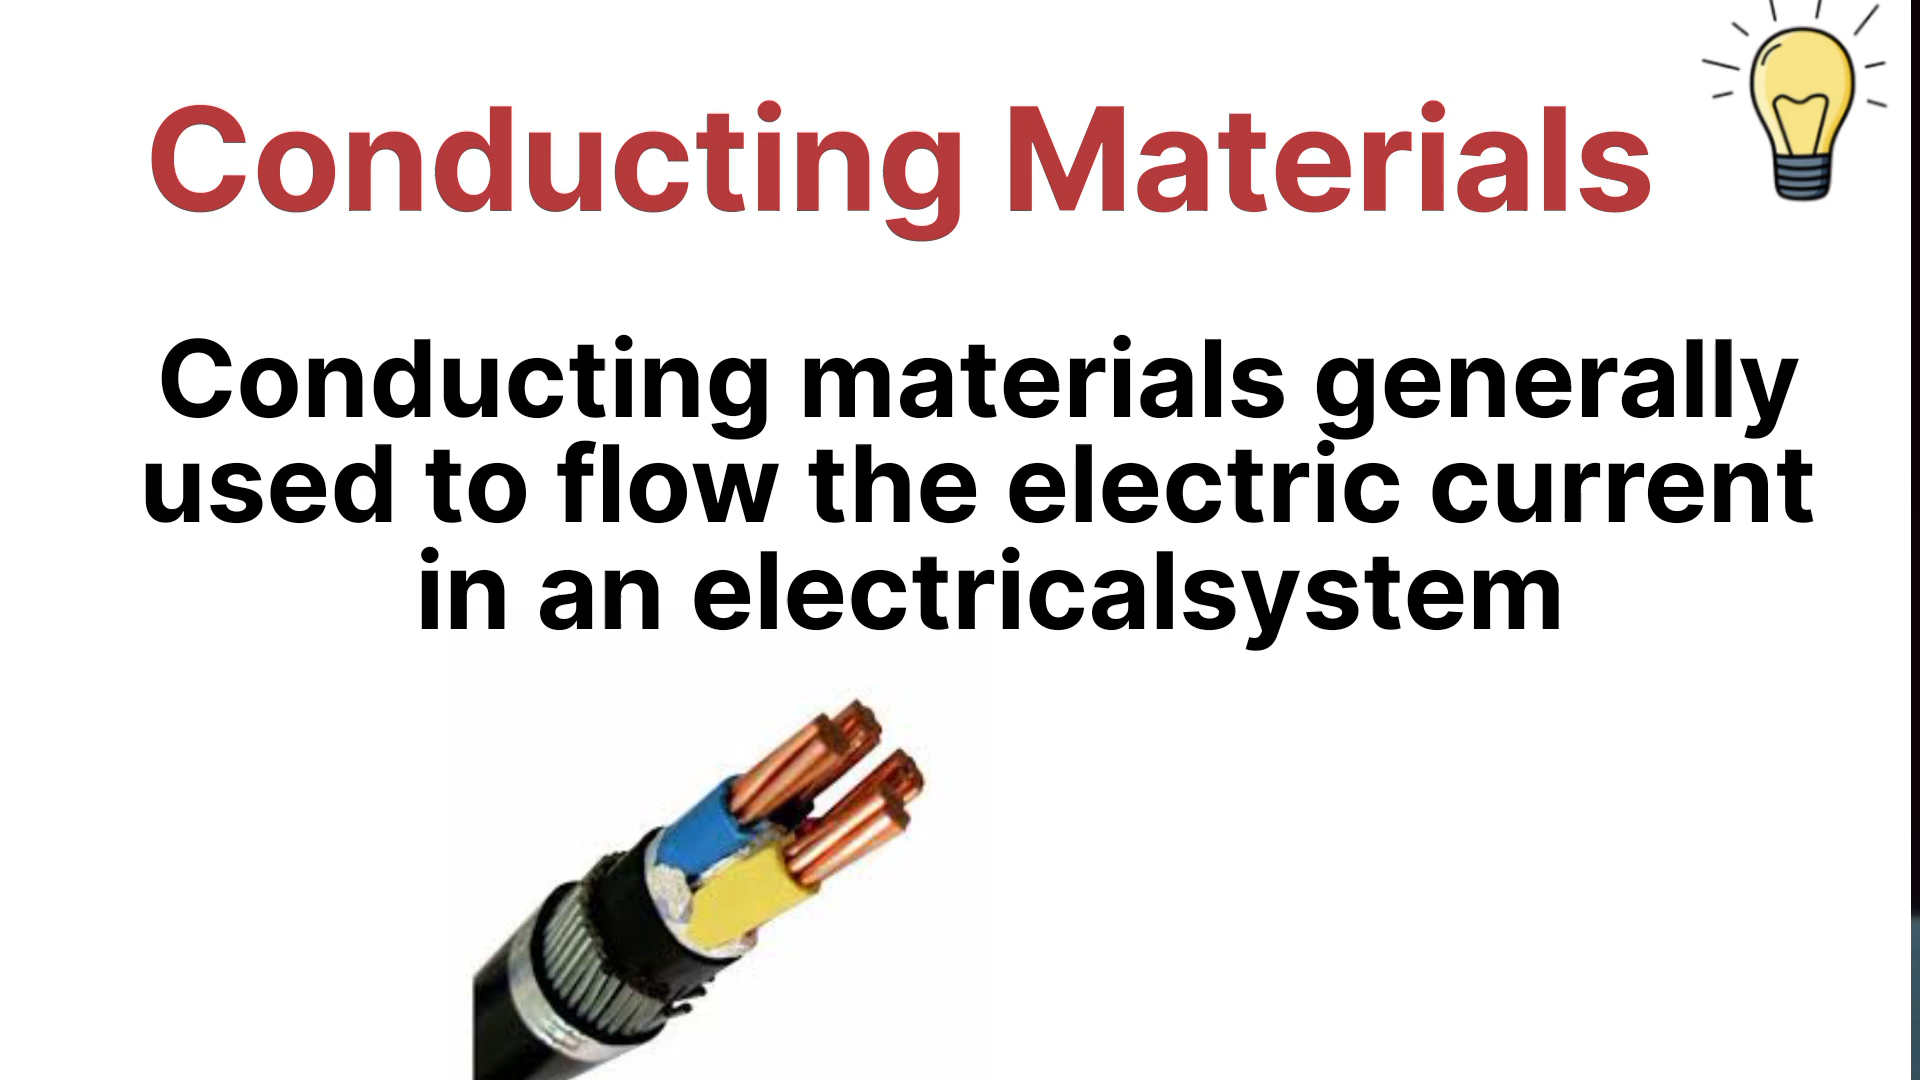 Conducting Materials
Conducting materials generally
used to flow the electric current
in an electricalsystem